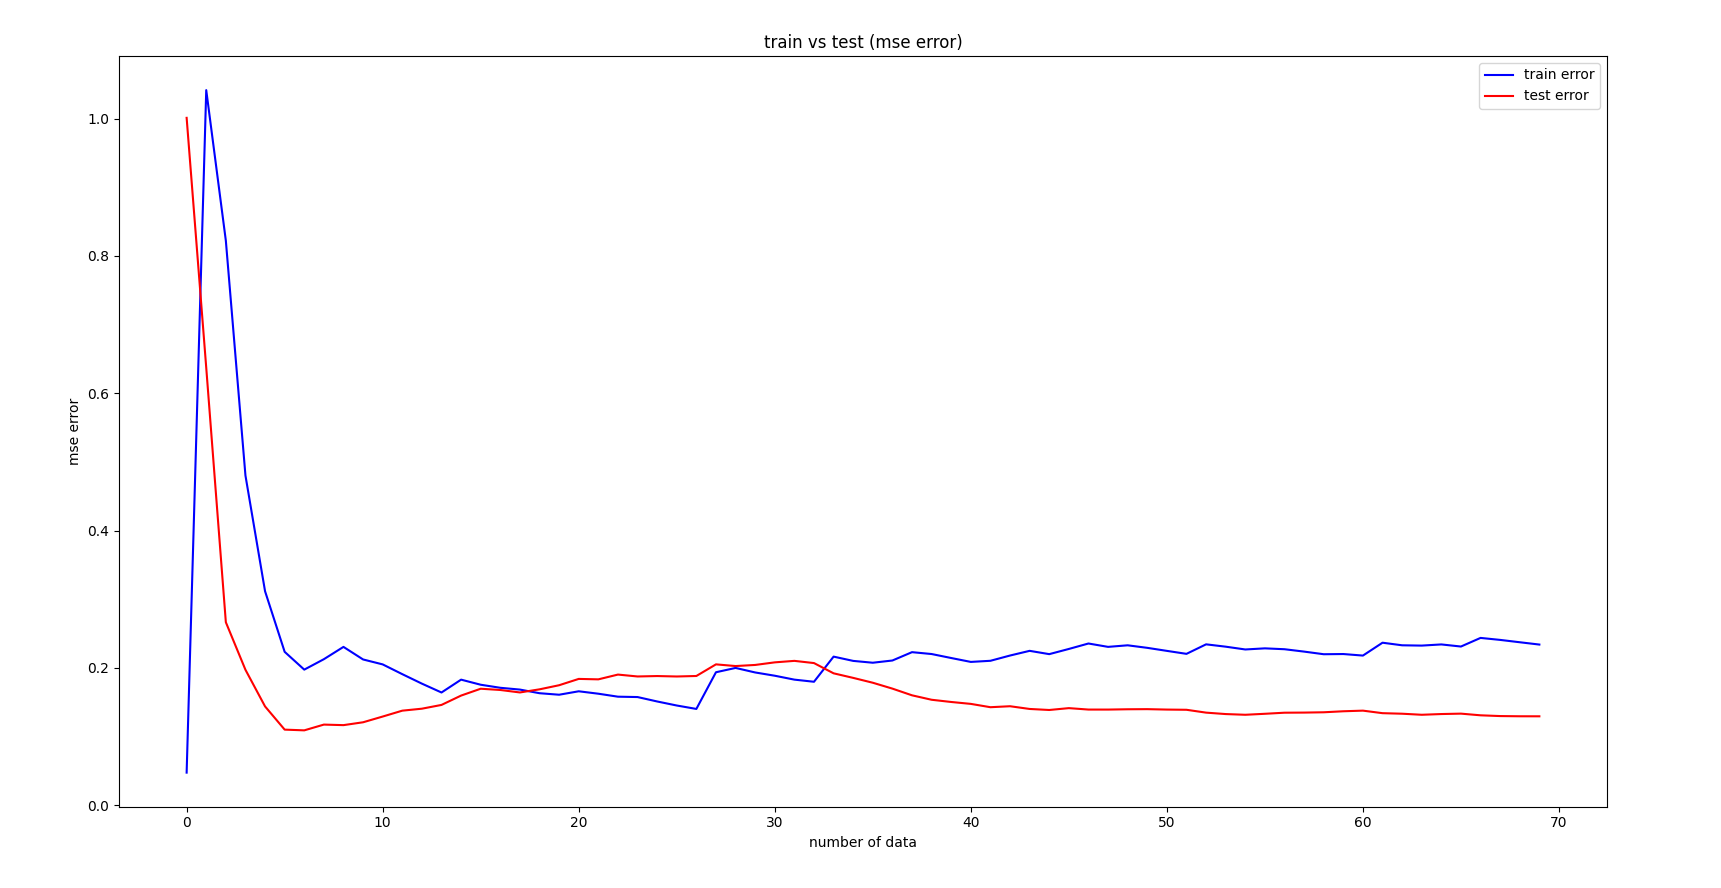 train vs test (mse error)
train error
test error
1.0
0.8
0.6
0.4
0.2
0.0
mse error
0 10 20 30 40 50 60 70
number of data